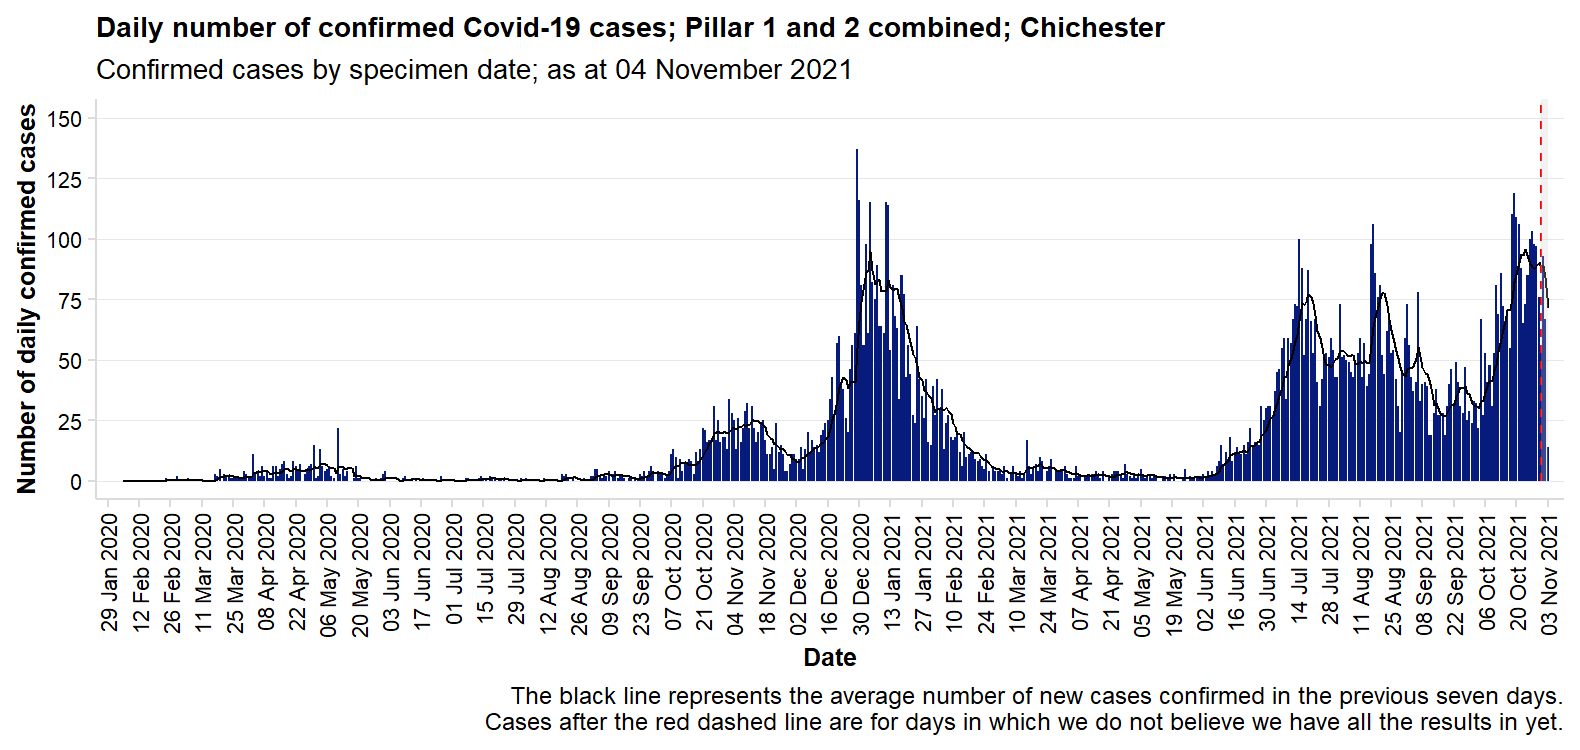 Daily number of confirmed Covid-19 cases; Pillar 1 and 2 combined; Chichester
Confirmed cases by specimen date; as at 04 November 2021
Number of daily confirmed cases
150
125
100
75
50
25
0
29 Jan 2020
12 Feb 2020
26 Feb 2020
11 Mar 2020
25 Mar 2020
08 Apr 2020
22 Apr 2020
06 May 2020
20 May 2020
03 Jun 2020
17 Jun 2020
01 Jul 2020
15 Jul 2020
29 Jul 2020
12 Aug 2020
26 Aug 2020
09 Sep 2020
23 Sep 2020
07 Oct 2020
21 Oct 2020
04 Nov 2020
18 Nov 2020
02 Dec 2020
16 Dec 2020
30 Dec 2020
13 Jan 2021
27 Jan 2021
10 Feb 2021
24 Feb 2021
10 Mar 2021
24 Mar 2021
07 Apr 2021
21 Apr 2021
05 May 2021
19 May 2021
02 Jun 2021
16 Jun 2021
30 Jun 2021
14 Jul 2021
28 Jul 2021
11 Aug 2021
25 Aug 2021
08 Sep 2021
22 Sep 2021
06 Oct 2021
20 Oct 2021
03 Nov 2021
Date
The black line represents the average number of new cases confirmed in the previous seven days.
Cases after the red dashed line are for days in which we do not believe we have all the results in yet.